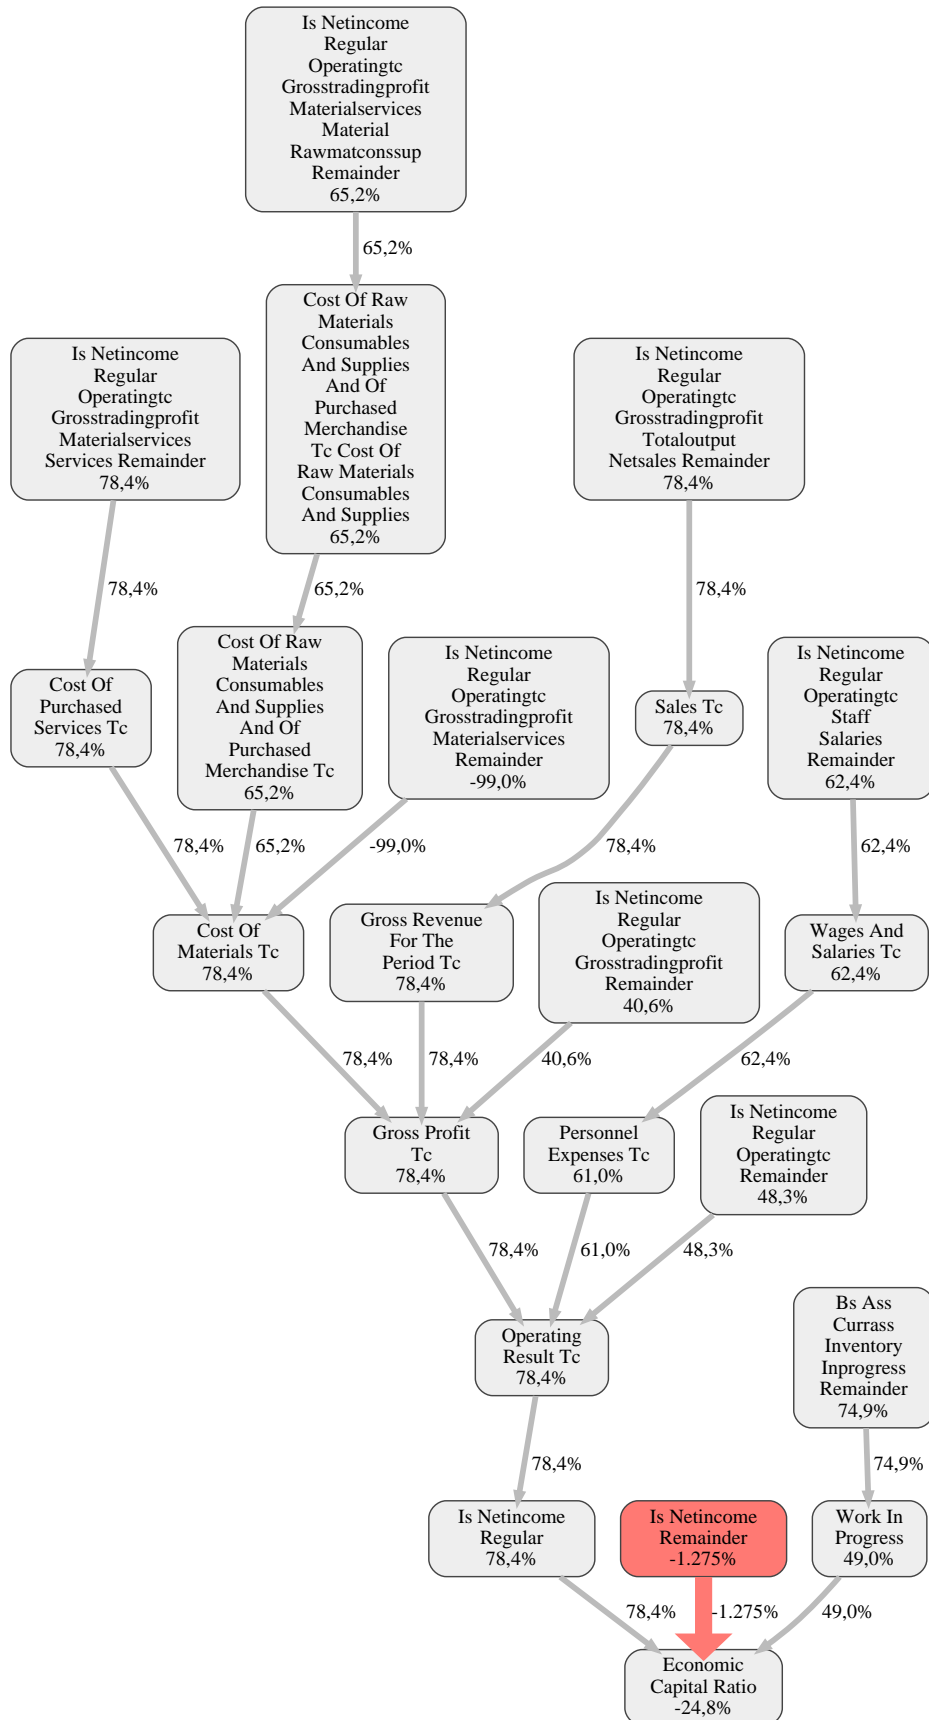 Is Netincome
Regular
Operatingtc
Grosstradingprofit
Materialservices
Material
Rawmatconssup
Remainder
65,2%
65,2%
Cost Of Raw
Materials
Consumables
And Supplies
And Of
Purchased
Merchandise
Tc Cost Of
Raw Materials
Consumables
And Supplies
65,2%
Is Netincome
Regular
Operatingtc
Grosstradingprofit
Materialservices
Services Remainder
78,4%
Is Netincome
Regular
Operatingtc
Grosstradingprofit
Totaloutput
Netsales Remainder
78,4%
78,4%
65,2%
78,4%
Cost Of
Purchased
Services Tc
78,4%
Cost Of Raw
Materials
Consumables
And Supplies
And Of
Purchased
Merchandise Tc
65,2%
Is Netincome
Regular
Operatingtc
Grosstradingprofit
Materialservices
Remainder
-99,0%
Sales Tc
78,4%
Is Netincome
Regular
Operatingtc
Staff
Salaries
Remainder
62,4%
78,4%
65,2%
-99,0%
78,4%
62,4%
Cost Of
Materials Tc
78,4%
Gross Revenue
For The
Period Tc
78,4%
Is Netincome
Regular
Operatingtc
Grosstradingprofit
Remainder
40,6%
Wages And
Salaries Tc
62,4%
78,4%
78,4%
40,6%
62,4%
Gross Profit
Tc
78,4%
Personnel
Expenses Tc
61,0%
Is Netincome
Regular
Operatingtc
Remainder
48,3%
78,4%
61,0%
48,3%
Operating
Result Tc
78,4%
Bs Ass
Currass
Inventory
Inprogress
Remainder
74,9%
78,4%
74,9%
Is Netincome
Regular
78,4%
Is Netincome
Remainder
-1.275%
Work In
Progress
49,0%
78,4%
-1.275%
49,0%
Economic
Capital Ratio
-24,8%